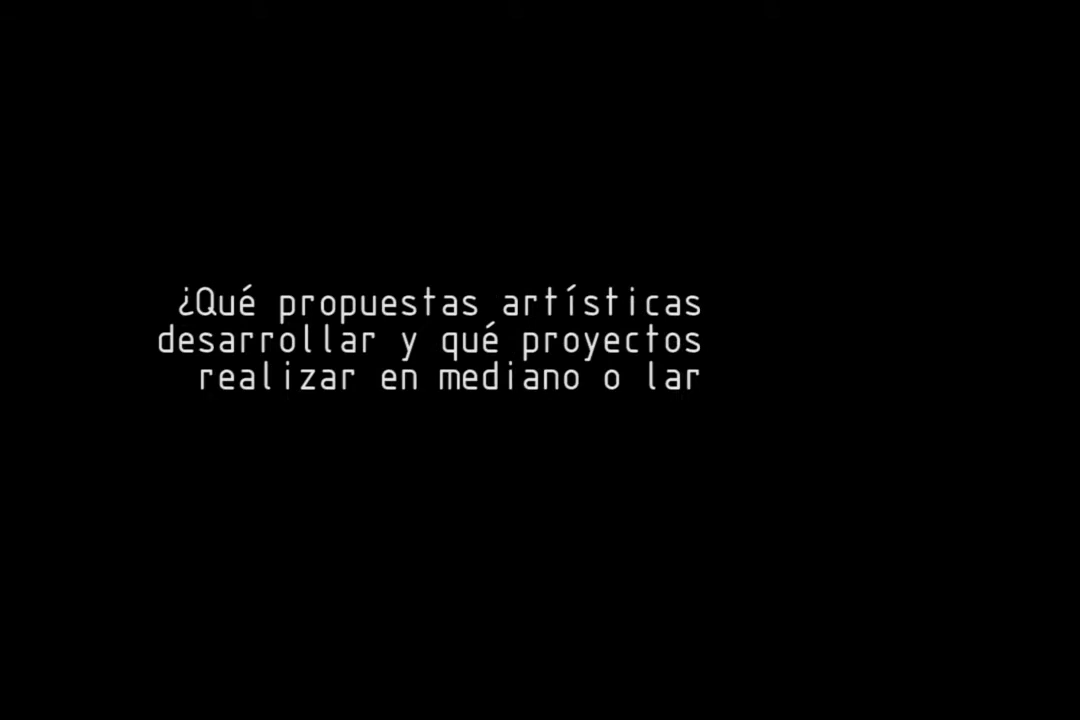 ¿Qué propuestas artísticas
desarrollar y qué proyectos
realizar en mediano o lar